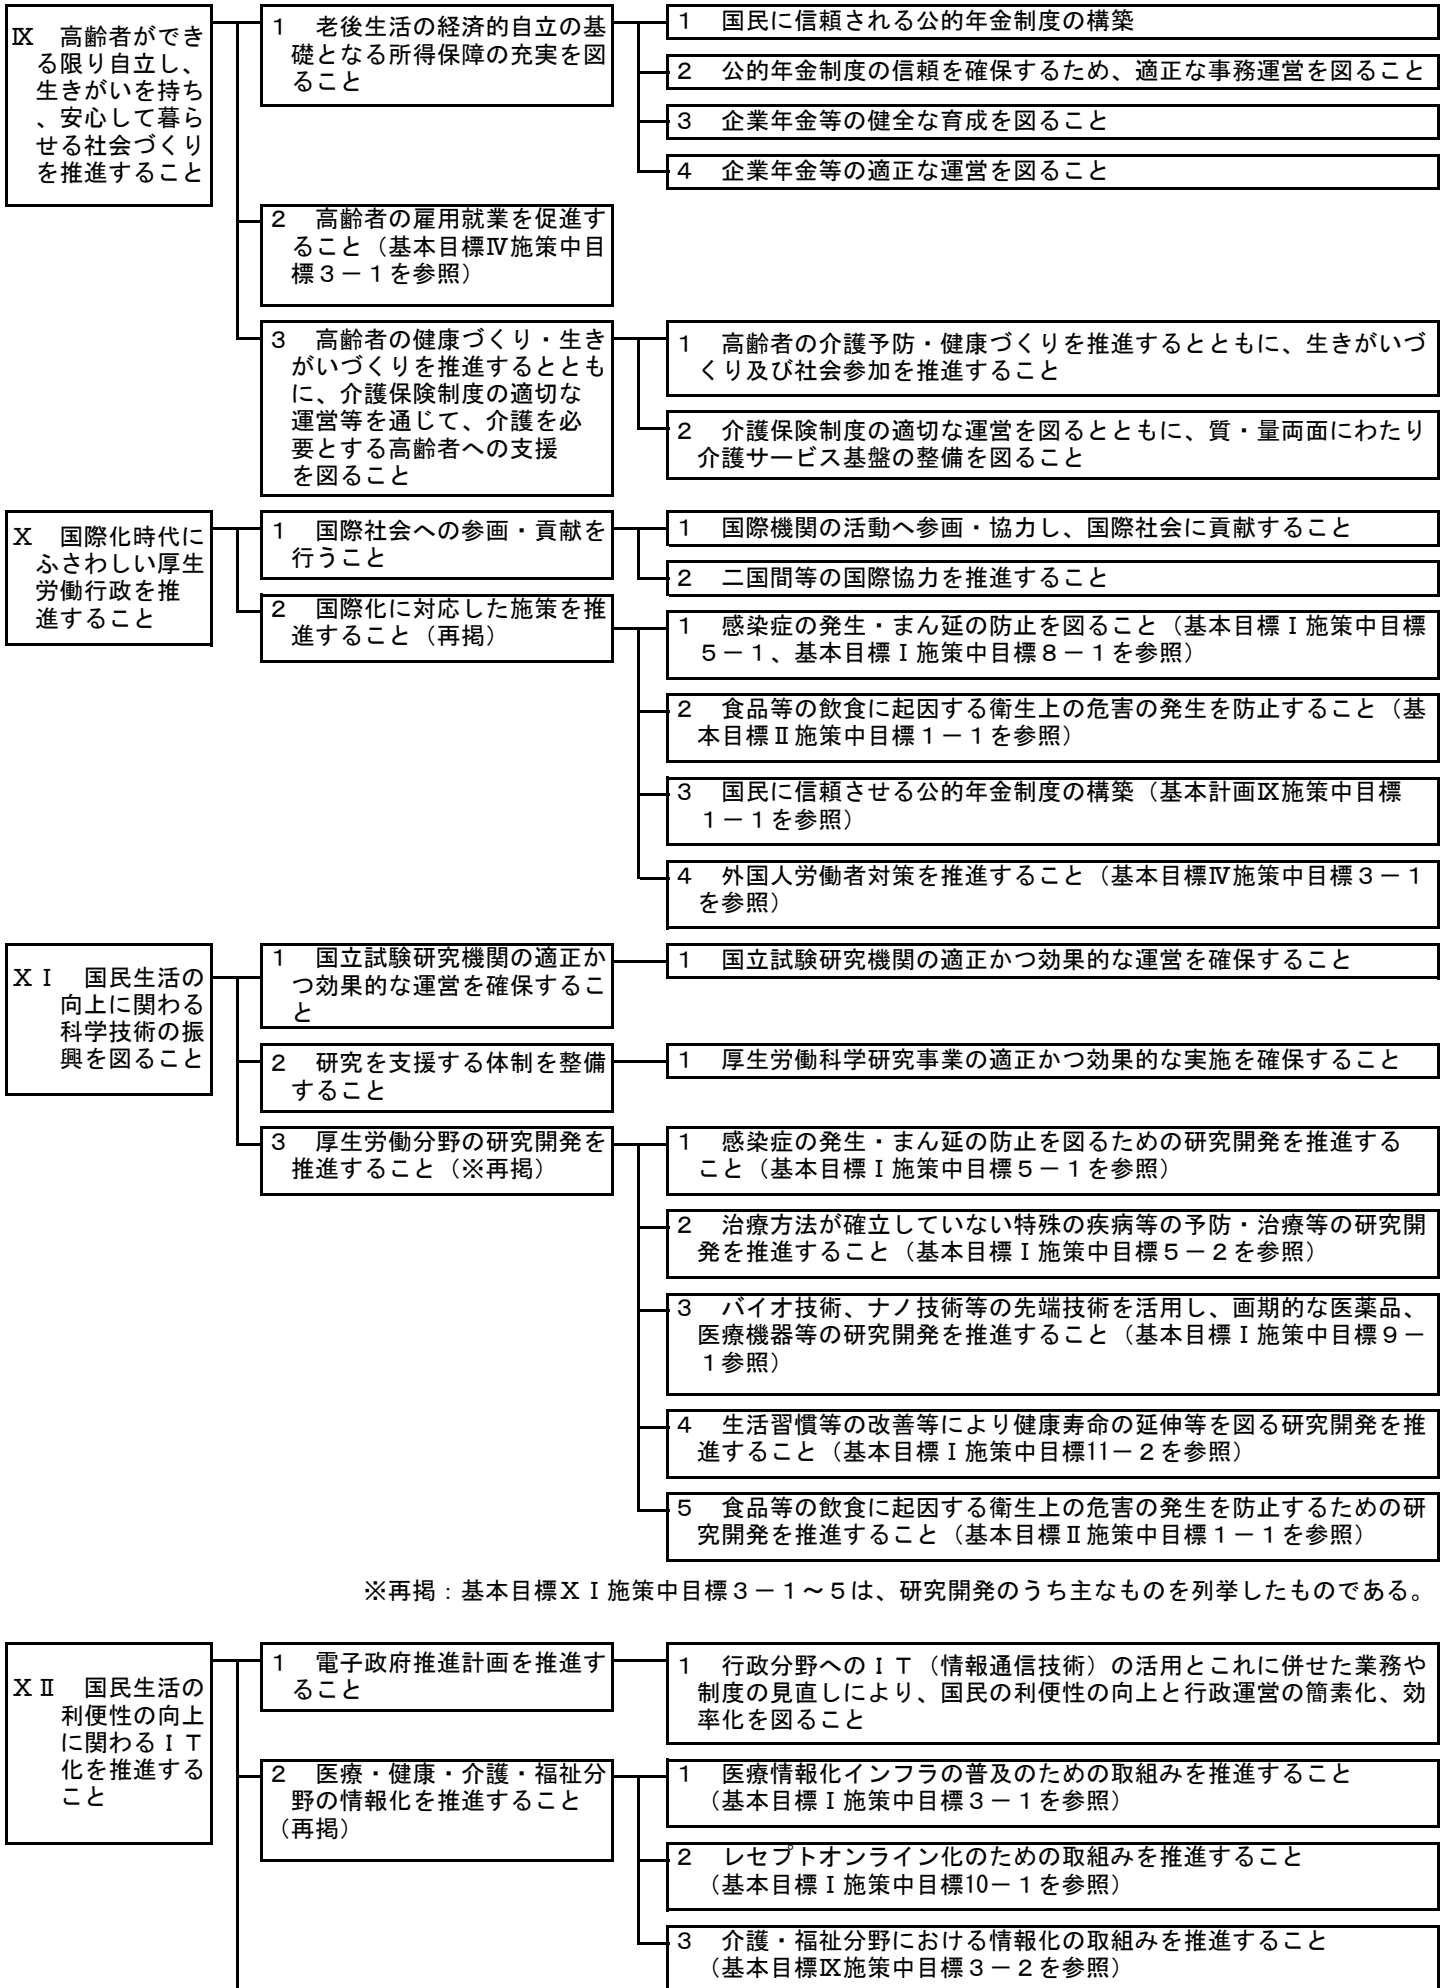 Ⅸ　高齢者ができ
る限り自立し、
生きがいを持ち
、安心して暮ら
せる社会づくり
を推進すること
１　老後生活の経済的自立の基
礎となる所得保障の充実を図
ること
１　国民に信頼される公的年金制度の構築
２　公的年金制度の信頼を確保するため、適正な事務運営を図ること
３　企業年金等の健全な育成を図ること
４　企業年金等の適正な運営を図ること
２　高齢者の雇用就業を促進す
ること（基本目標Ⅳ施策中目
標３－１を参照）
３　高齢者の健康づくり・生き
がいづくりを推進するととも
に、介護保険制度の適切な
運営等を通じて、介護を必
要とする高齢者への支援
を図ること
１　高齢者の介護予防・健康づくりを推進するとともに、生きがいづ
くり及び社会参加を推進すること
２　介護保険制度の適切な運営を図るとともに、質・量両面にわたり
介護サービス基盤の整備を図ること
Ⅹ　国際化時代に
ふさわしい厚生
労働行政を推
進すること
１　国際社会への参画・貢献を
行うこと
１　国際機関の活動へ参画・協力し、国際社会に貢献すること
２　二国間等の国際協力を推進すること
２　国際化に対応した施策を推
進すること（再掲）
１　感染症の発生・まん延の防止を図ること（基本目標Ⅰ施策中目標
５－１、基本目標Ⅰ施策中目標８－１を参照）
２　食品等の飲食に起因する衛生上の危害の発生を防止すること（基
本目標Ⅱ施策中目標１－１を参照）
３　国民に信頼させる公的年金制度の構築（基本計画Ⅸ施策中目標
１－１を参照）
４　外国人労働者対策を推進すること（基本目標Ⅳ施策中目標３－１
を参照）
ⅩⅠ　国民生活の
向上に関わる
科学技術の振
興を図ること
１　国立試験研究機関の適正か
つ効果的な運営を確保するこ
と
１　国立試験研究機関の適正かつ効果的な運営を確保すること
２　研究を支援する体制を整備
すること
１　厚生労働科学研究事業の適正かつ効果的な実施を確保すること
３　厚生労働分野の研究開発を
推進すること（※再掲）
１　感染症の発生・まん延の防止を図るための研究開発を推進する
こと（基本目標Ⅰ施策中目標５－１を参照）
２　治療方法が確立していない特殊の疾病等の予防・治療等の研究開
発を推進すること（基本目標Ⅰ施策中目標５－２を参照）
３　バイオ技術、ナノ技術等の先端技術を活用し、画期的な医薬品、
医療機器等の研究開発を推進すること（基本目標Ⅰ施策中目標９－
１参照）
４　生活習慣等の改善等により健康寿命の延伸等を図る研究開発を推
進すること（基本目標Ⅰ施策中目標11－２を参照）
５　食品等の飲食に起因する衛生上の危害の発生を防止するための研
究開発を推進すること（基本目標Ⅱ施策中目標１－１を参照）
※再掲：基本目標ⅩⅠ施策中目標３－１～５は、研究開発のうち主なものを列挙したものである。
ⅩⅡ　国民生活の
利便性の向上
に関わるＩＴ
化を推進する
こと
１　電子政府推進計画を推進す
ること
１　行政分野へのＩＴ（情報通信技術）の活用とこれに併せた業務や
制度の見直しにより、国民の利便性の向上と行政運営の簡素化、効
率化を図ること
２　医療・健康・介護・福祉分
野の情報化を推進すること
（再掲）
１　医療情報化インフラの普及のための取組みを推進すること
（基本目標Ⅰ施策中目標３－１を参照）
２　レセプトオンライン化のための取組みを推進すること
（基本目標Ⅰ施策中目標10－１を参照）
３　介護・福祉分野における情報化の取組みを推進すること
（基本目標Ⅸ施策中目標３－２を参照）